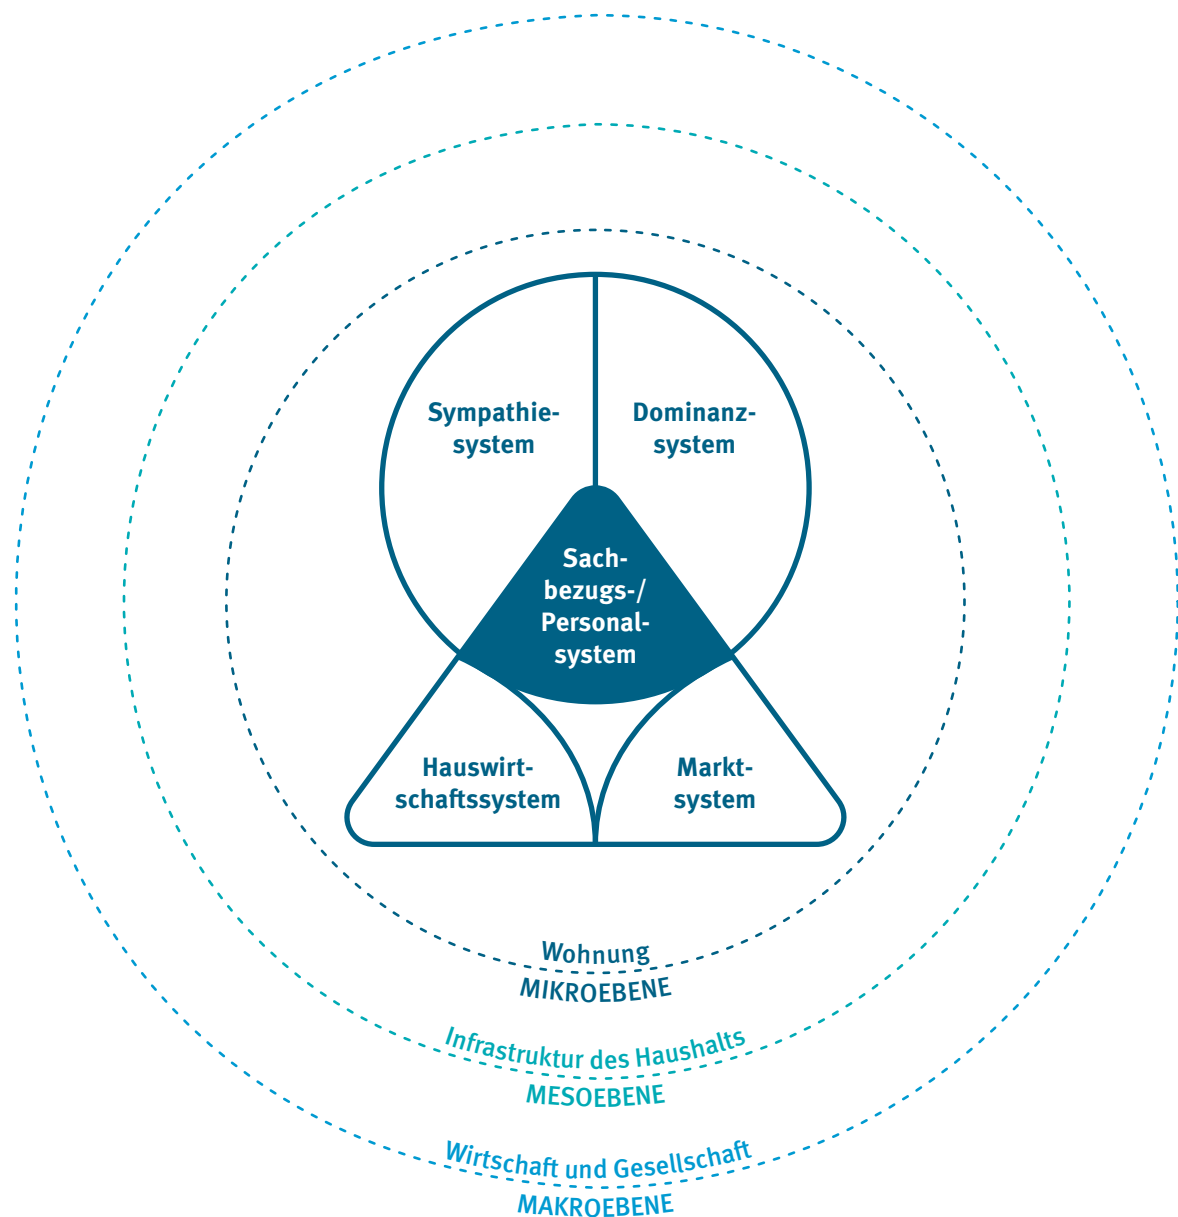 Sympathie-
system
Dominanz-
system
Sach-
bezugs-/
Personal-
system
Hauswirt-
schaftssystem
Markt-
system
Wohnung
MIKROEBENE
Infrastruktur des Haushalts
MESOEBENE
Wirtschaft und Gesellschaft
MAKROEBENE